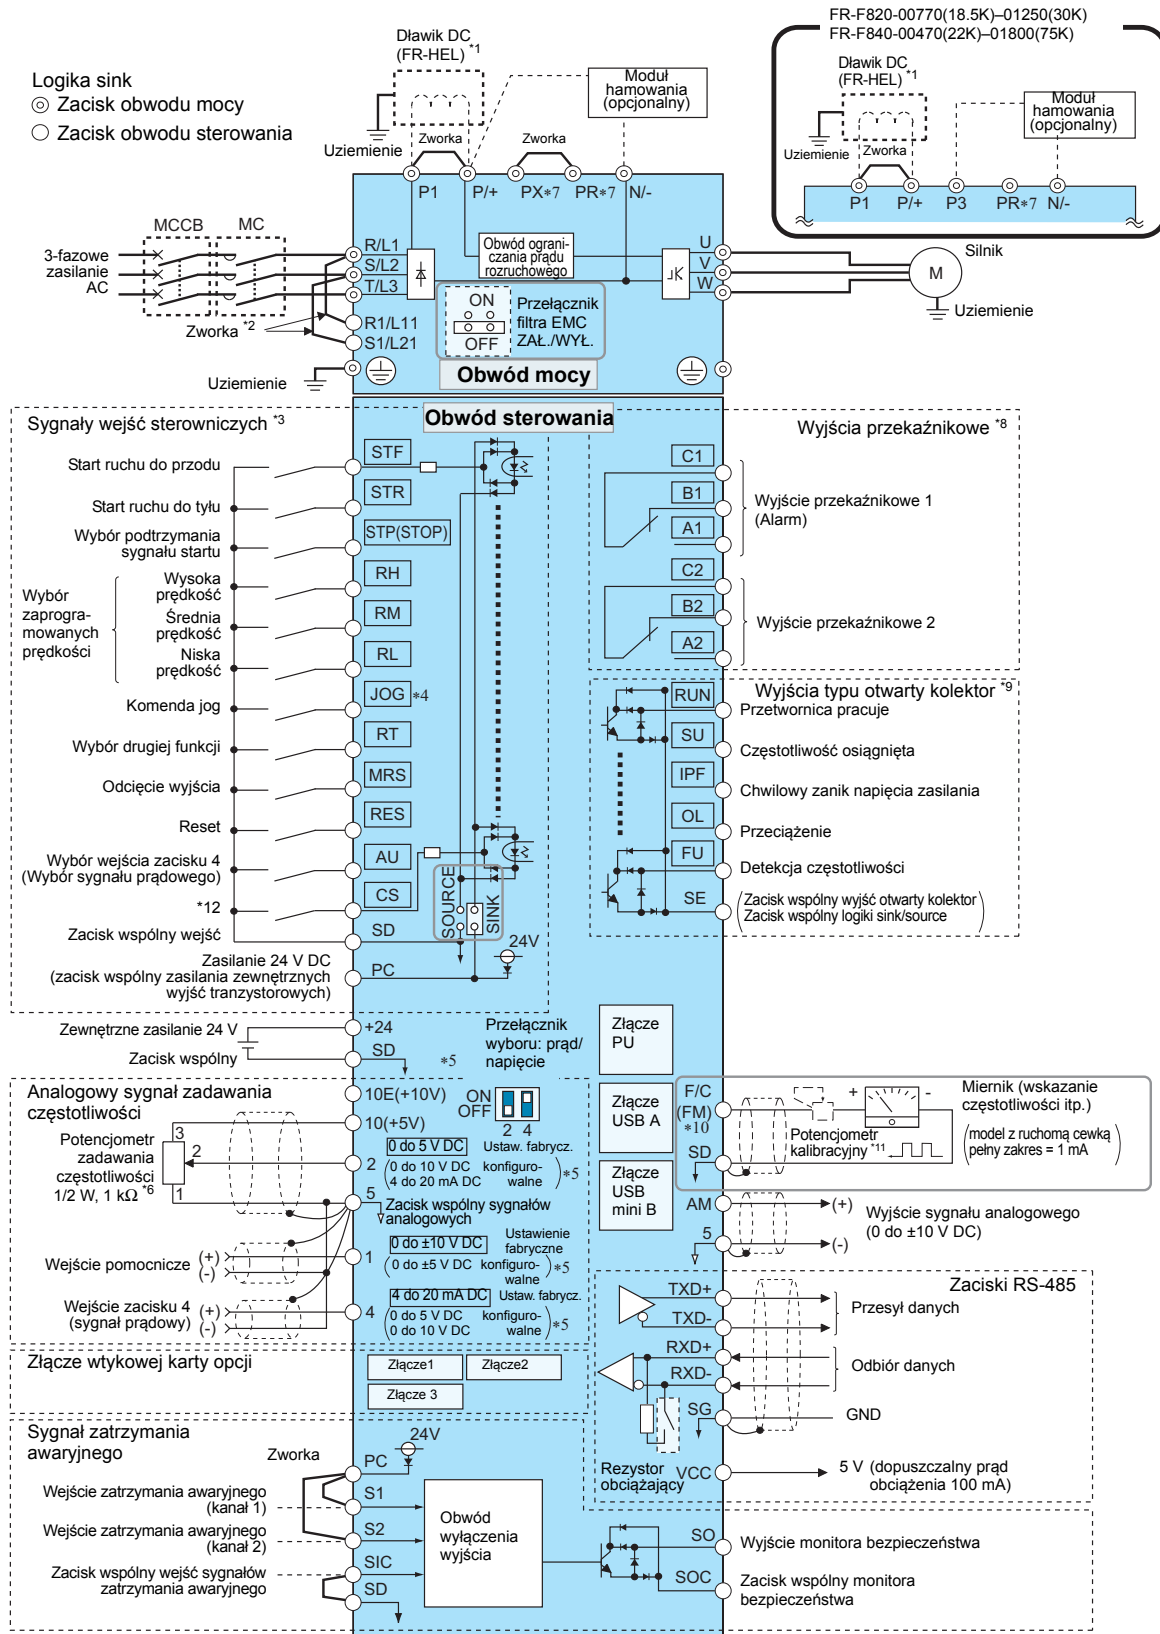 FR-F820-00770(18.5K)–01250(30K)
FR-F840-00470(22K)–01800(75K)
Dławik DC
(FR-HEL) *1
Moduł
hamowania
(opcjonalny)
Uziemienie
Zworka
P1 P/+ P3 PR*7 N/-
Logika sink
Zacisk obwodu mocy
Zacisk obwodu sterowania
Dławik DC
(FR-HEL) *1
Moduł
hamowania
(opcjonalny)
Uziemienie
Zworka
Zworka
P1 P/+ PX*7 PR*7 N/-
MCCB MC
3-fazowe
zasilanie
AC
R/L1
S/L2
T/L3
R1/L11
S1/L21
Zworka *2
Uziemienie
Obwód ograni-
czania prądu
rozruchowego
ON
OFF
Przełącznik
filtra EMC
ZAŁ./WYŁ.
U
V
W
Silnik
M
Uziemienie
Obwód mocy
Obwód sterowania
Sygnały wejść sterowniczych *3
Start ruchu do przodu
STF
Start ruchu do tyłu
STR
Wybór podtrzymania
sygnału startu
STP(STOP)
Wybór
zaprogra-
mowanych
prędkości
Wysoka
prędkość
RH
Średnia
prędkość
RM
Niska
prędkość
RL
Komenda jog
JOG *4
Wybór drugiej funkcji
RT
Odcięcie wyjścia
MRS
Reset
RES
Wybór wejścia zacisku 4
(Wybór sygnału prądowego)
AU
*12
CS
SOURCE
SINK
Zacisk wspólny wejść
SD
24V
Zasilanie 24 V DC
(zacisk wspólny zasilania zewnętrznych
wyjść tranzystorowych)
PC
Wyjścia przekaźnikowe *8
C1
B1
A1
Wyjście przekaźnikowe 1
(Alarm)
C2
B2
A2
Wyjście przekaźnikowe 2
Wyjścia typu otwarty kolektor *9
RUN
Przetwornica pracuje
SU
Częstotliwość osiągnięta
IPF
Chwilowy zanik napięcia zasilania
OL
Przeciążenie
FU
Detekcja częstotliwości
SE
(Zacisk wspólny wyjść otwarty kolektor
Zacisk wspólny logiki sink/source)
Zewnętrzne zasilanie 24 V
+24
Zacisk wspólny
SD
*5
Przełącznik
wyboru: prąd/
napięcie
Złącze
PU
Złącze
USB A
Złącze
USB
mini B
Analogowy sygnał zadawania
częstotliwości
10E(+10V)
ON
OFF
2 4
10(+5V)
Potencjometr
zadawania
częstotliwości
1/2 W, 1 kΩ *6
3
2
1
0 do 5 V DC Ustaw. fabrycz.
2
(0 do 10 V DC konfiguro-
4 do 20 mA DC walne) *5
5
Zacisk wspólny sygnałów
analogowych
0 do ±10 V DC Ustawienie
fabryczne
Wejście pomocnicze
(+)
(-)
1
(0 do ±5 V DC konfiguro-
walne) *5
4 do 20 mA DC Ustaw. fabrycz.
Wejście zacisku 4
(sygnał prądowy)
(+)
(-)
4
(0 do 5 V DC konfiguro-
0 do 10 V DC walne) *5
F/C
(FM)
*10
SD
+ -
Miernik (wskazanie
częstotliwości itp.)
Potencjometr
kalibracyjny *11
(model z ruchomą cewką
pełny zakres = 1 mA)
AM
(+)
5
(-)
Wyjście sygnału analogowego
(0 do ±10 V DC)
Zaciski RS-485
TXD+
TXD-
Przesył danych
RXD+
RXD-
Odbiór danych
SG
GND
Rezystor
obciążający
VCC
5 V (dopuszczalny prąd
obciążenia 100 mA)
Złącze wtykowej karty opcji
Złącze1 Złącze2
Złącze 3
Sygnał zatrzymania
awaryjnego
Zworka
24V
PC
Wejście zatrzymania awaryjnego
(kanał 1)
S1
Wejście zatrzymania awaryjnego
(kanał 2)
S2
Zacisk wspólny wejść sygnałów
zatrzymania awaryjnego
SIC
SD
Obwód
wyłączenia
wyjścia
SO
Wyjście monitora bezpieczeństwa
SOC
Zacisk wspólny monitora
bezpieczeństwa